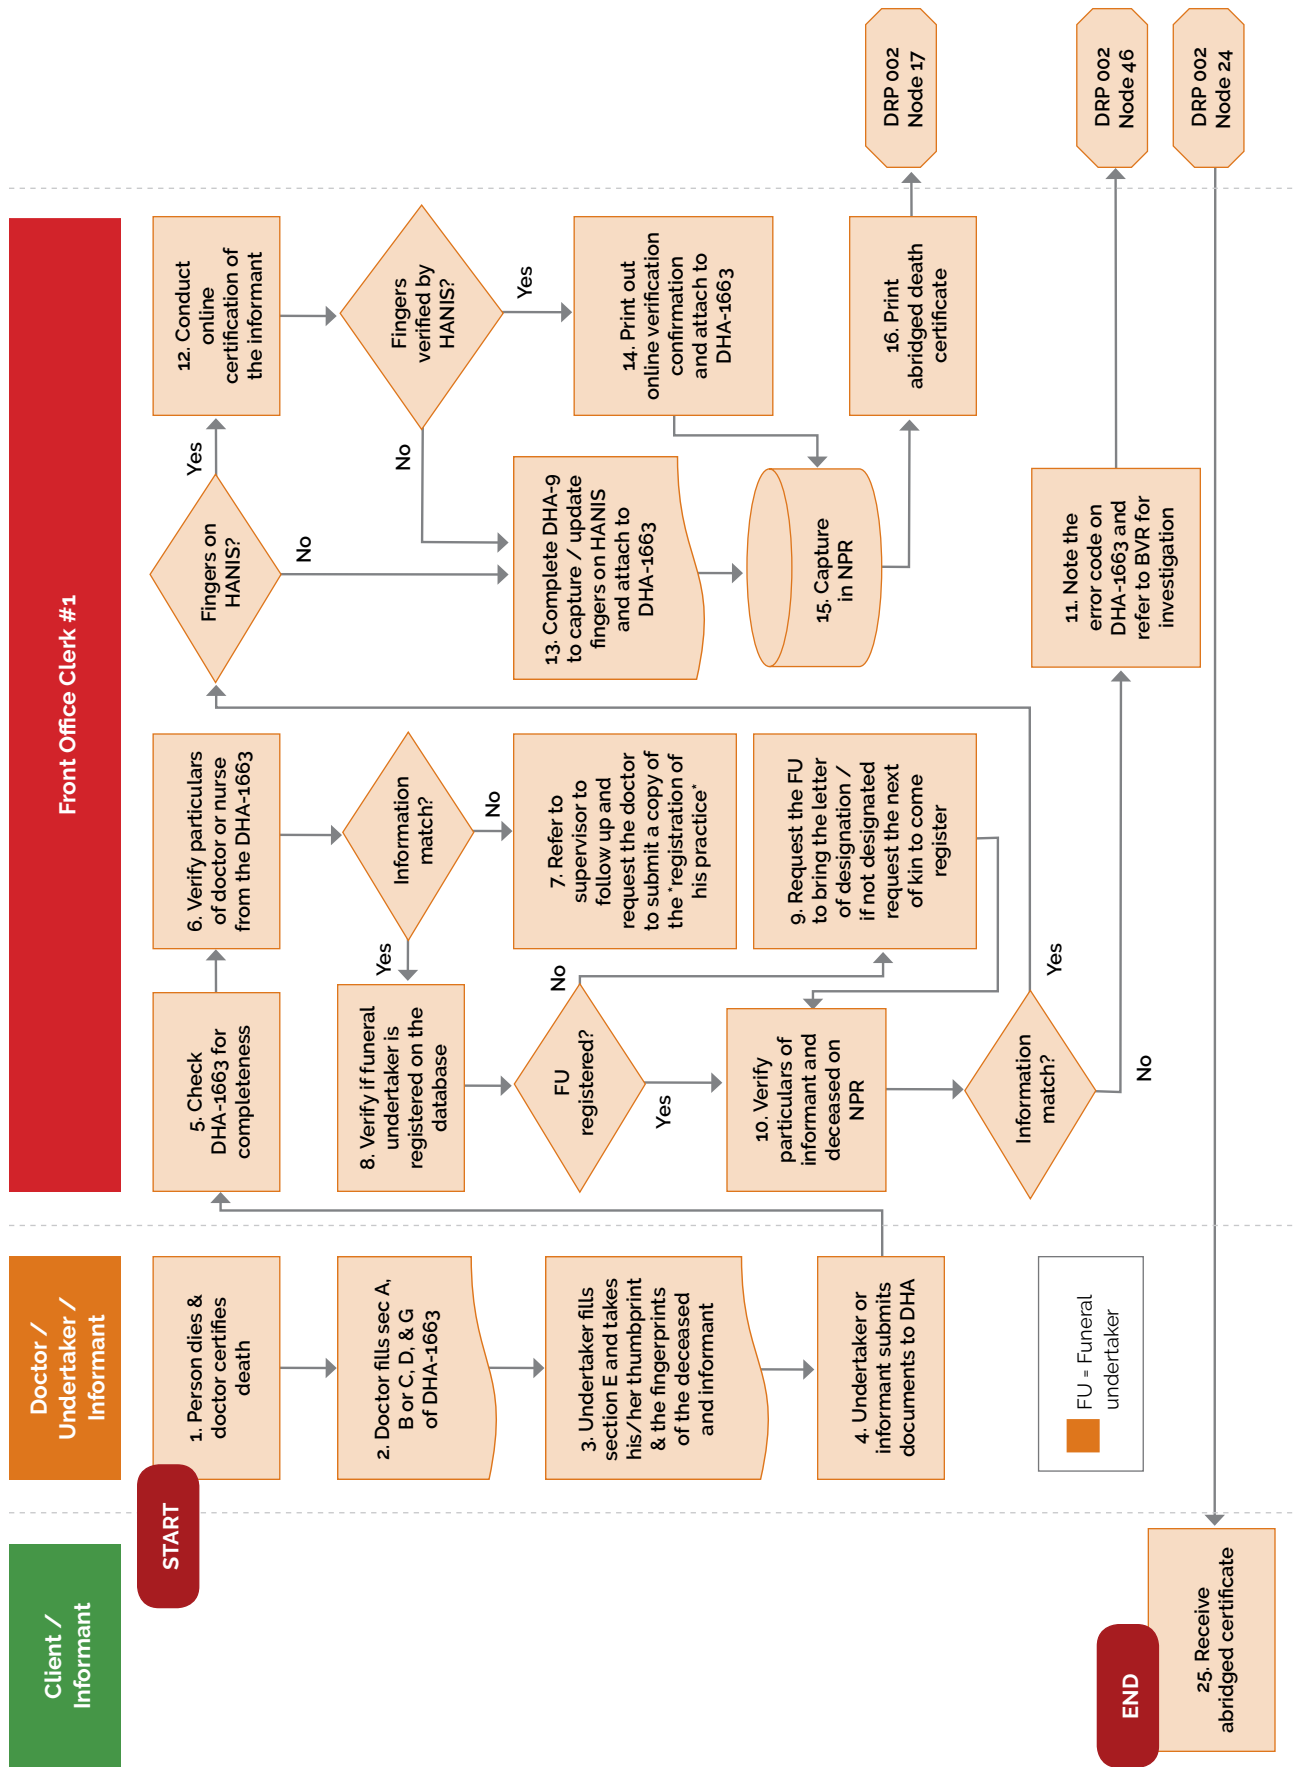 Client /
Informant
Doctor /
Undertaker /
Informant
Front Office Clerk #1
START
1. Person dies &
doctor certifies
death
2. Doctor fills sec A,
B or C, D, & G
of DHA-1663
3. Undertaker fills
section E and takes
his/her thumbprint
& the fingerprints
of the deceased
and informant
4. Undertaker or
informant submits
documents to DHA
FU = Funeral
undertaker
5. Check
DHA-1663 for
completeness
6. Verify particulars
of doctor or nurse
from the DHA-1663
Information
match?
No
Yes
7. Refer to
supervisor to
follow up and
request the doctor
to submit a copy of
the "registration of
his practice"
8. Verify if funeral
undertaker is
registered on the
database
FU
registered?
No
Yes
9. Request the FU
to bring the letter
of designation /
if not designated
request the next
of kin to come
register
10. Verify
particulars of
informant and
deceased on
NPR
Information
match?
Yes
No
11. Note the
error code on
DHA-1663 and
refer to BVR for
investigation
Fingers on
HANIS?
Yes
No
12. Conduct
online
certification of
the informant
Fingers
verified by
HANIS?
No
Yes
13. Complete DHA-9
to capture / update
fingers on HANIS
and attach to
DHA-1663
14. Print out
online verification
confirmation
and attach to
DHA-1663
15. Capture
in NPR
16. Print
abridged death
certificate
DRP 002
Node 17
DRP 002
Node 46
DRP 002
Node 24
END
25. Receive
abridged certificate